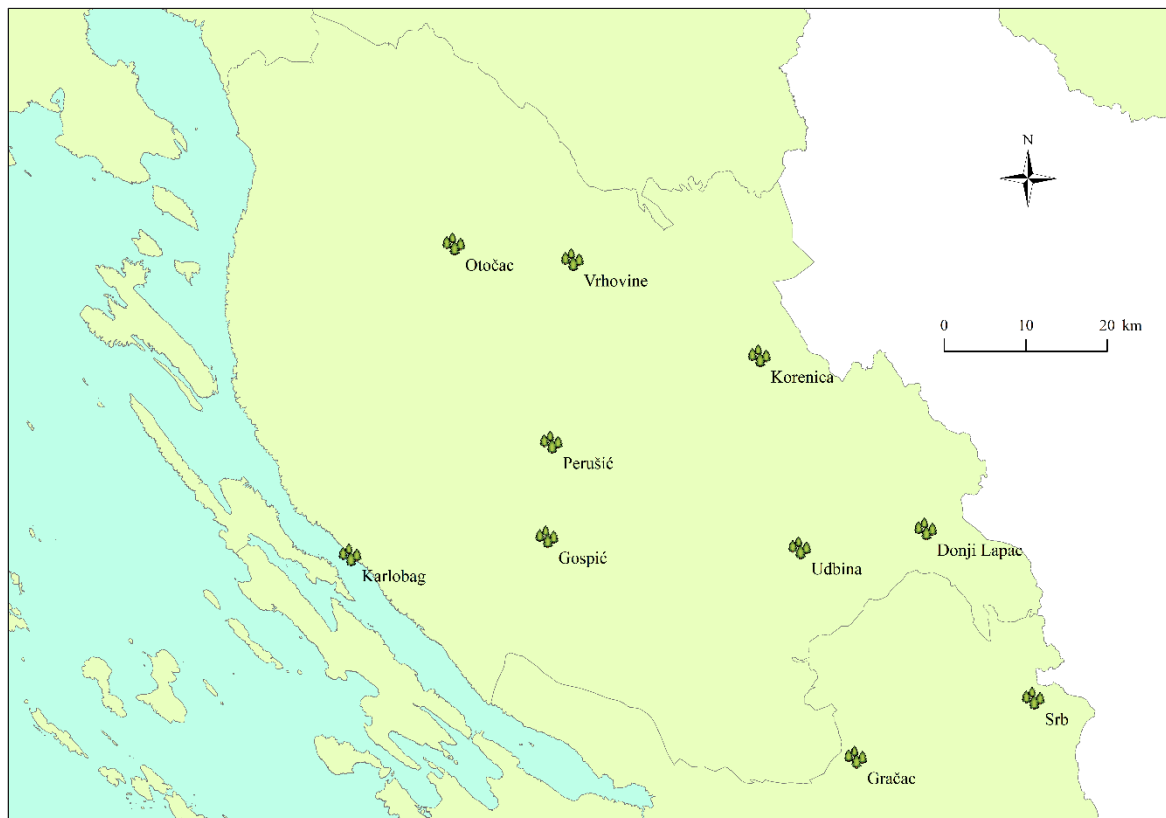 N
Otočac
Vrhovine
0 10 20 km
Korenica
Perušić
Donji Lapac
Gospić
Udbina
Karlobag
Srb
Gračac